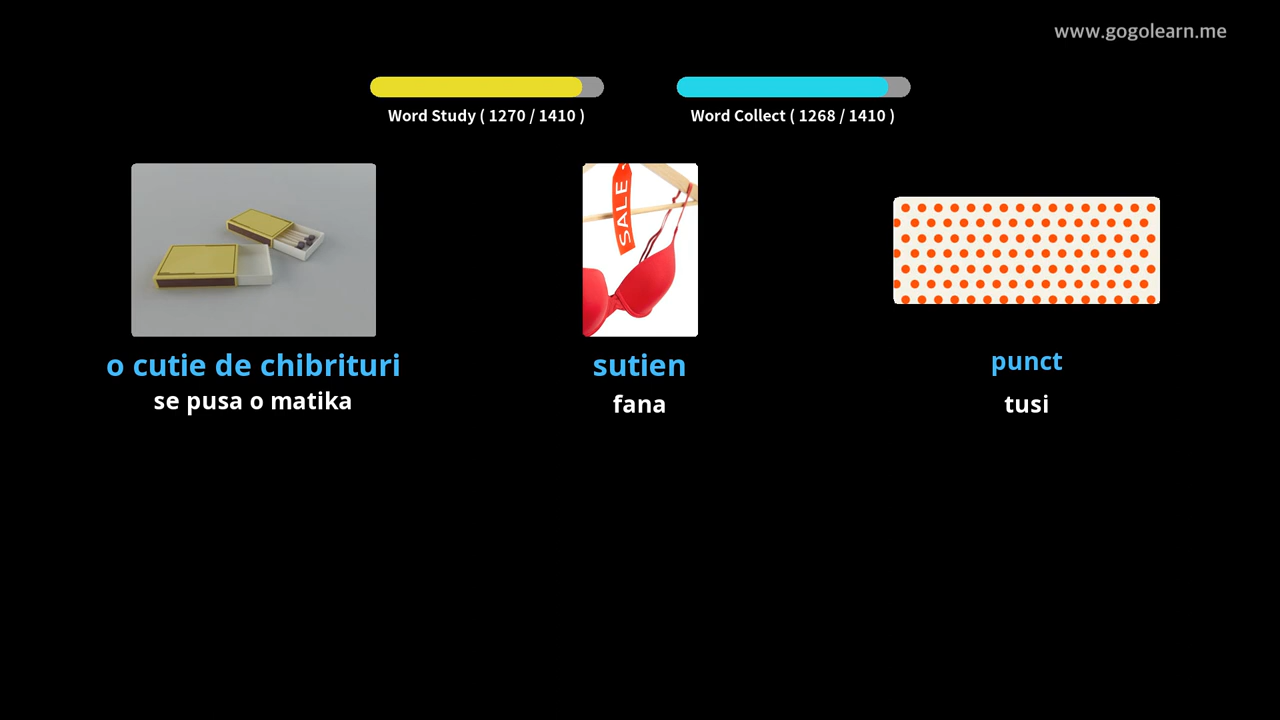 www.gogolearn.me
Word Study ( 1270 / 1410 )
Word Collect ( 1268 / 1410 )
SALE
o cutie de chibrituri
se pusa o matika
sutien
fana
punct
tusi